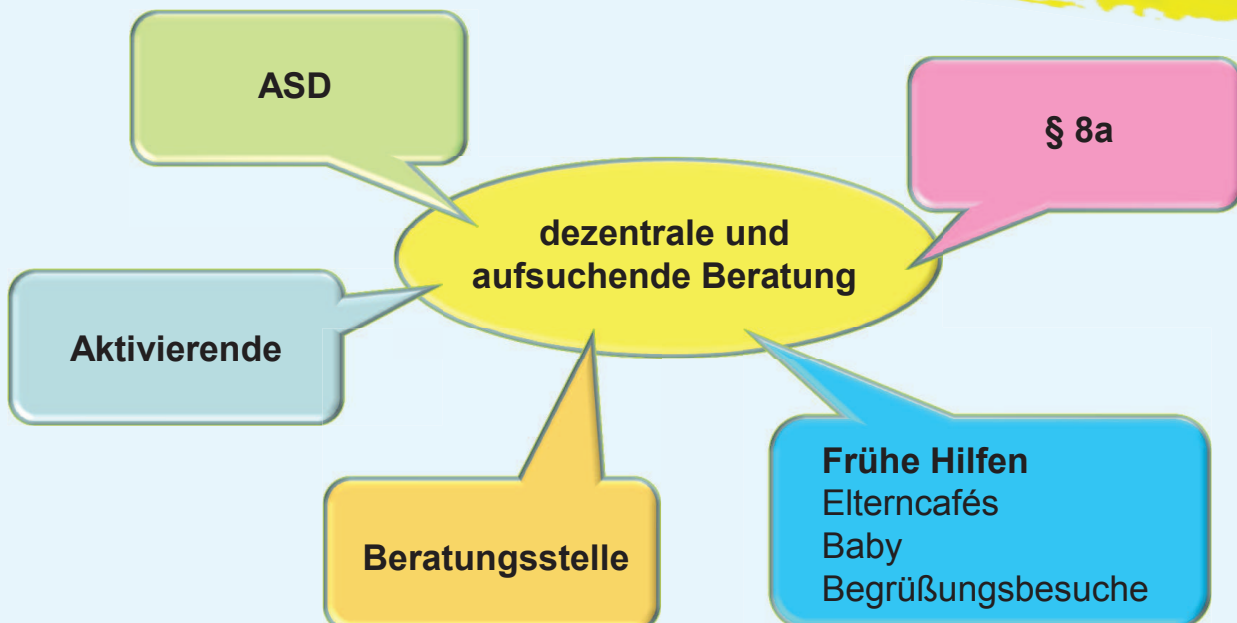 ASD
§ 8a
dezentrale und
aufsuchende Beratung
Aktivierende
Beratungsstelle
Frühe Hilfen
Elterncafés
Baby
Begrüßungsbesuche